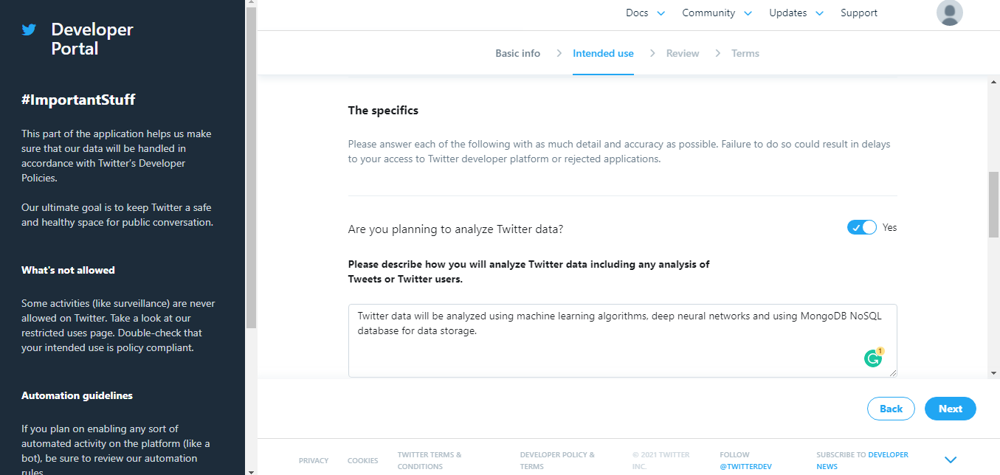 Developer
Portal
#ImportantStuff
This part of the application helps us make
sure that our data will be handled in
accordance with Twitter's Developer
Policies.
Our ultimate goal is to keep Twitter a safe
and healthy space for public conversation.
What's not allowed
Some activities (like surveillance) are never
allowed on Twitter. Take a look at our
restricted uses page. Double-check that
your intended use is policy compliant.
Automation guidelines
If you plan on enabling any sort of
automated activity on the platform (like a
bot), be sure to review our automation
rules.
Docs Community Updates Support
Basic info Intended use Review Terms
The specifics
Please answer each of the following with as much detail and accuracy as possible. Failure to do so could result in delays
to your access to Twitter developer platform or rejected applications.
Are you planning to analyze Twitter data? Yes
Please describe how you will analyze Twitter data including any analysis of
Tweets or Twitter users.
Twitter data will be analyzed using machine learning algorithms, deep neural networks and using MongoDB NoSQL
database for data storage.
1
Back Next
PRIVACY COOKIES TWITTER TERMS &
CONDITIONS
DEVELOPER POLICY &
TERMS
© 2021 TWITTER
INC.
FOLLOW
@TWITTERDEV
SUBSCRIBE TO DEVELOPER
NEWS